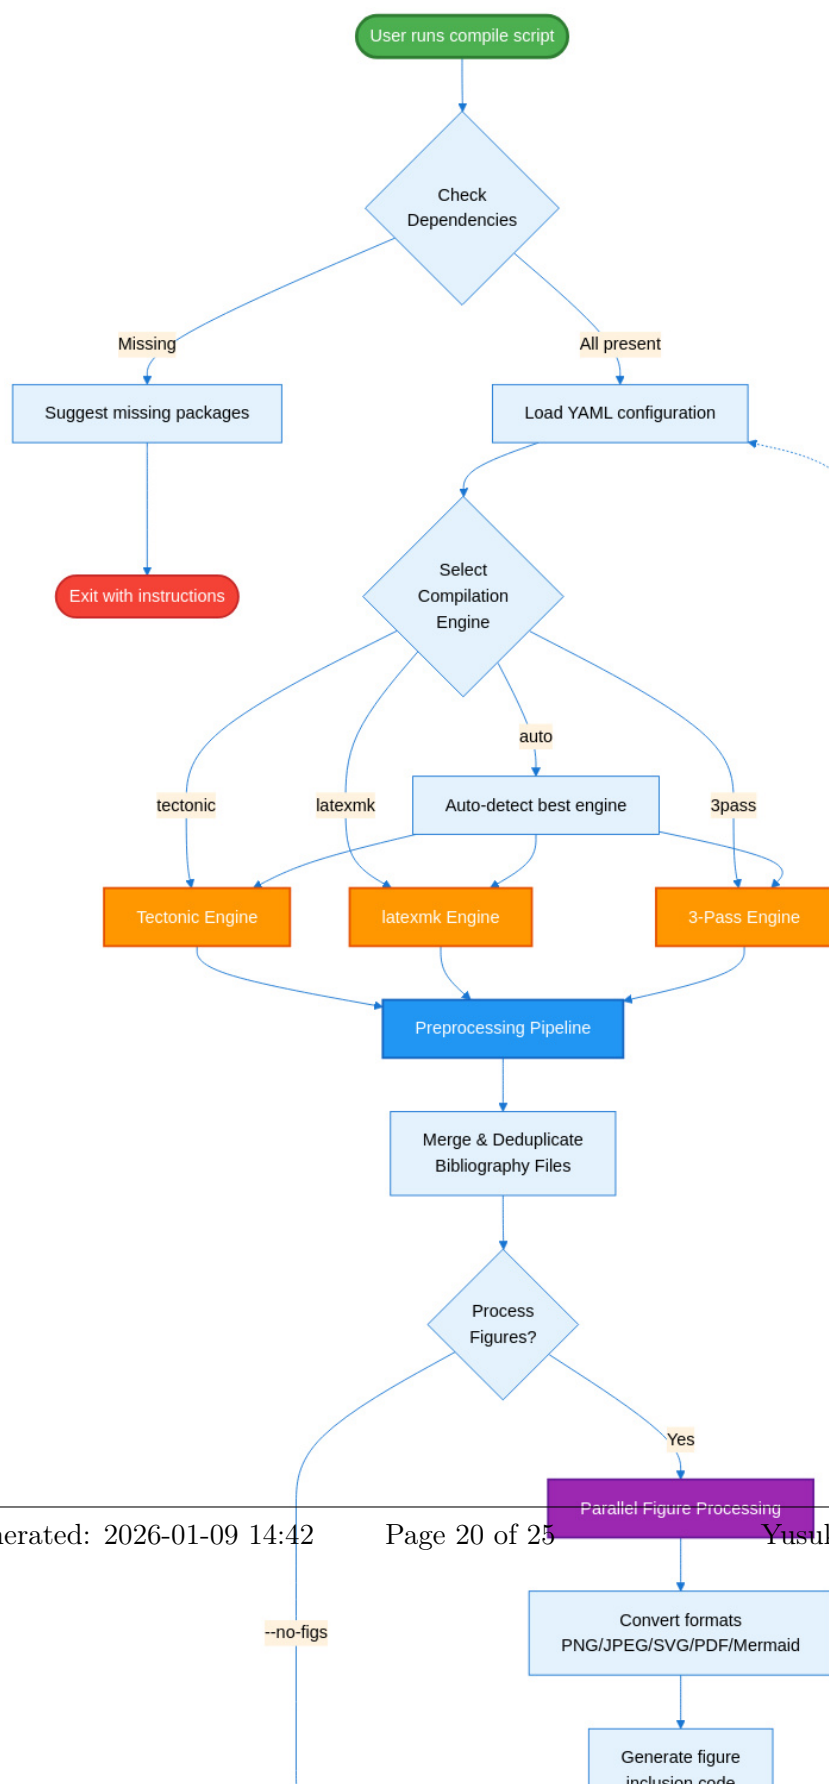 User runs compile script
Check
Dependencies
Missing
All present
Suggest missing packages
Load YAML configuration
Select
Compilation
Engine
Exit with instructions
auto
tectonic
latexmk
Auto-detect best engine
3pass
Tectonic Engine
latexmk Engine
3-Pass Engine
Preprocessing Pipeline
Merge & Deduplicate
Bibliography Files
Process
Figures?
Yes
Parallel Figure Processing
nerated: 2026-01-09 14:42
Page 20 of 25
--no-figs
Convert formats
PNG/JPEG/SVG/PDF/Mermaid
Generate figure
inclusion code